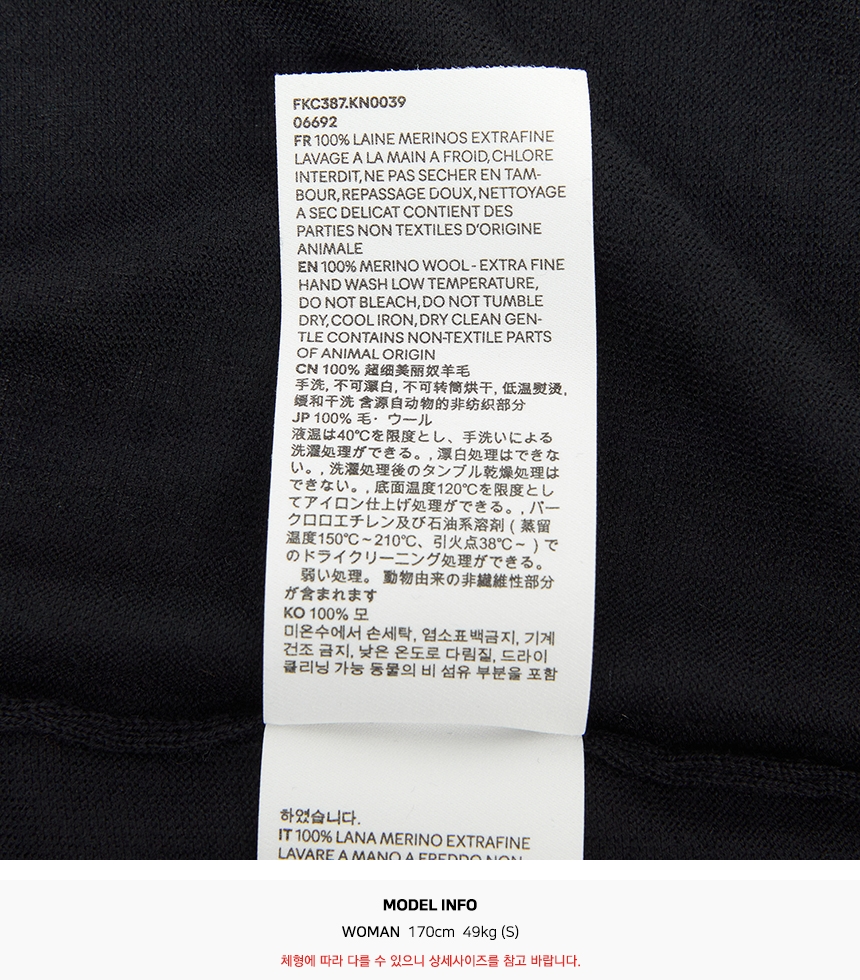 FKC387.KN0039
06692
FR 100% LAINE MERINOS EXTRAFINE
LAVAGE A LA MAIN A FROID, CHLORE
INTERDIT, NE PAS SECHER EN TAM-
BOUR, REPASSAGE DOUX, NETTOYAGE
A SEC DELICAT CONTIENT DES
PARTIES NON TEXTILES D'ORIGINE
ANIMALE
EN 100% MERINO WOOL - EXTRA FINE
HAND WASH LOW TEMPERATURE,
DO NOT BLEACH, DO NOT TUMBLE
DRY, COOL IRON, DRY CLEAN GEN-
TLE CONTAINS NON-TEXTILE PARTS
OF ANIMAL ORIGIN
CN 100% 超细美丽奴羊毛
手洗, 不可漂白, 不可转筒烘干, 低温熨烫,
缓和干洗 含源自动物的非纺织部分
JP 100% 毛・ウール
液温は40℃を限度とし、手洗いによる
洗濯処理ができる。, 漂白処理はできな
い。, 洗濯処理後のタンブル乾燥処理は
できない。, 底面温度120℃を限度とし
てアイロン仕上げ処理ができる。, パー
クロロエチレン及び石油系溶剤 ( 蒸留
温度150℃～210℃、引火点38℃～ ) で
のドライクリーニング処理ができる。
弱い処理。 動物由来の非繊維性部分
が含まれます
KO 100% 모
미온수에서 손세탁, 염소표백금지, 기계
건조 금지, 낮은 온도로 다림질, 드라이
클리닝 가능 동물의 비 섬유 부분을 포함
하였습니다.
IT 100% LANA MERINO EXTRAFINE
LAVARE A MANO A FREDDO NON
MODEL INFO
WOMAN 170cm 49kg (S)
체형에 따라 다를 수 있으니 상세사이즈를 참고 바랍니다.